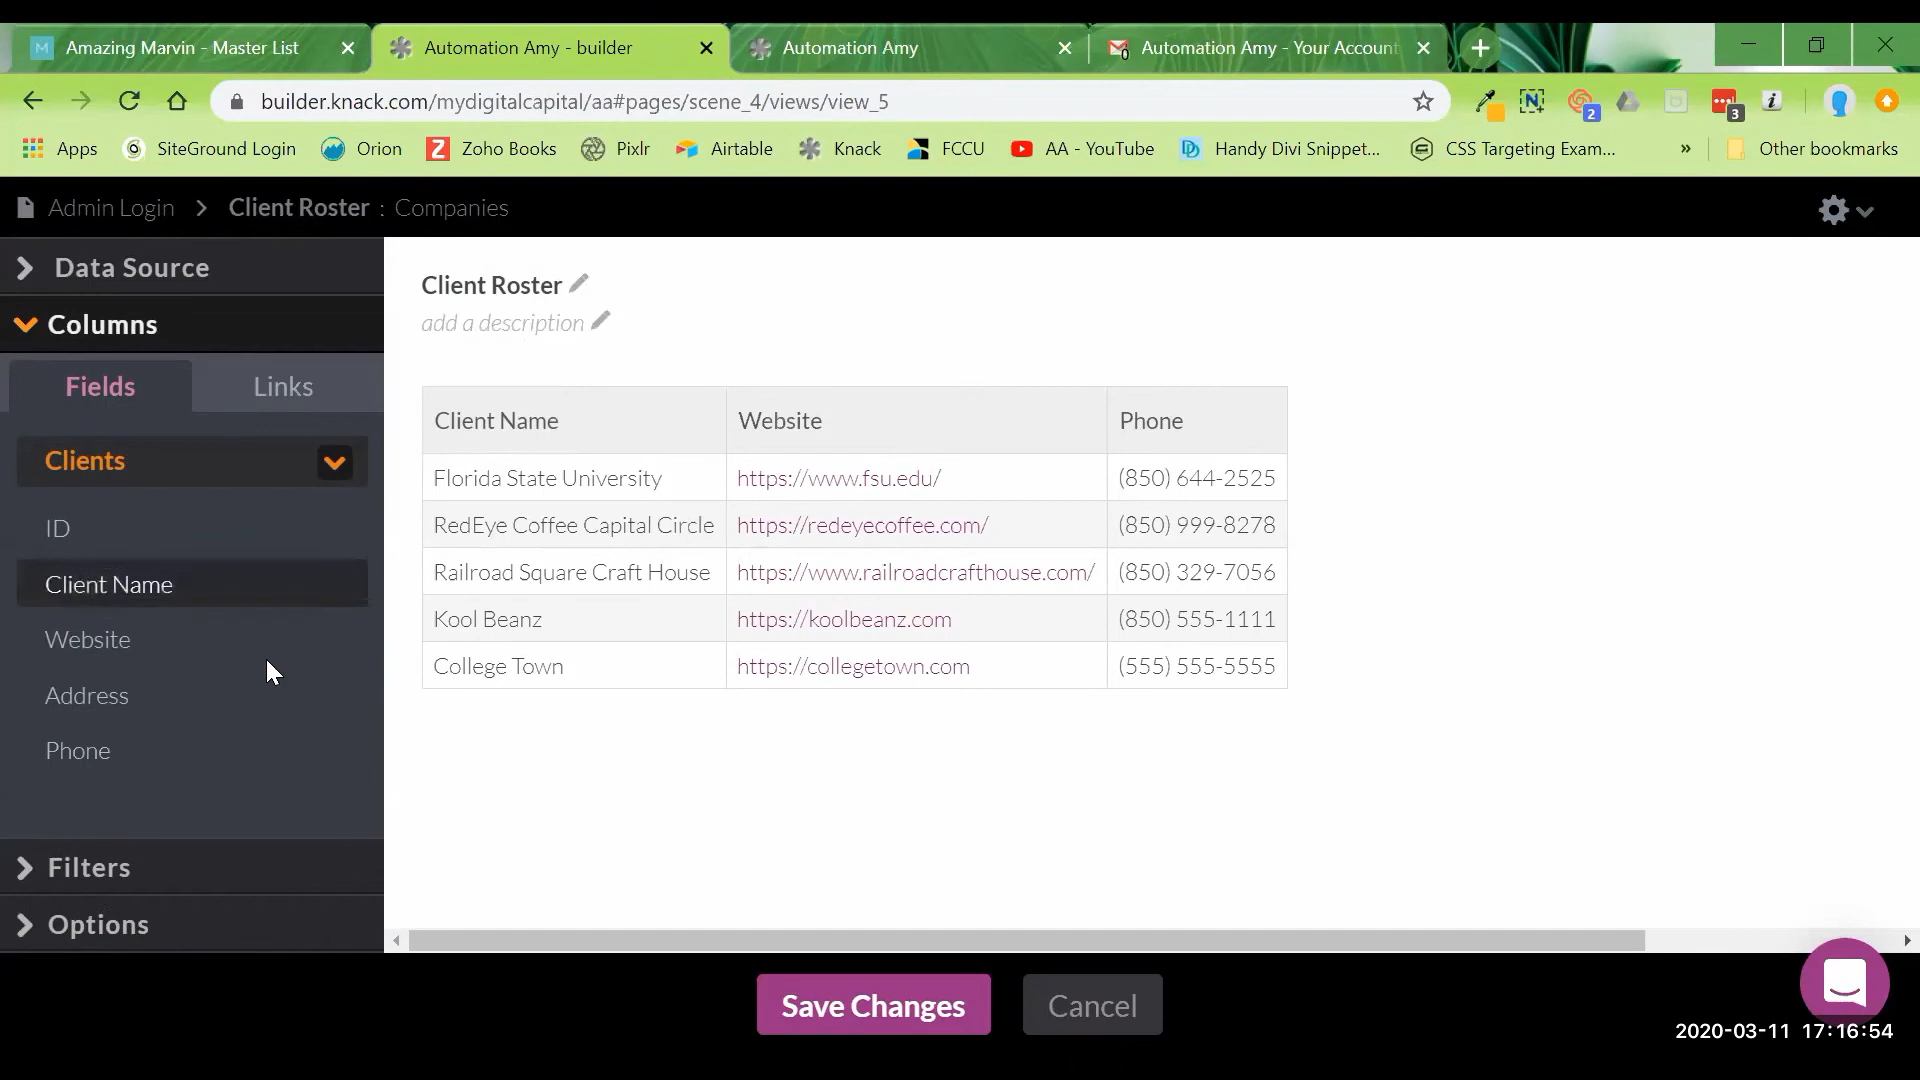 M Amazing Marvin - Master List
Automation Amy - builder
Automation Amy
0 Automation Amy - Your Account
builder.knack.com/mydigitalcapital/aa#pages/scene_4/views/view_5
2
3
Apps SiteGround Login Orion Z Zoho Books Pixlr Airtable Knack FCCU AA - YouTube Handy Divi Snippet... CSS Targeting Exam... » Other bookmarks
Admin Login > Client Roster : Companies
Data Source
Columns
Fields Links
Clients
ID
Client Name
Website
Address
Phone
Filters
Options
Client Roster
add a description
Client Name Website Phone
Florida State University https://www.fsu.edu/ (850) 644-2525
RedEye Coffee Capital Circle https://redeyecoffee.com/ (850) 999-8278
Railroad Square Craft House https://www.railroadcrafthouse.com/ (850) 329-7056
Kool Beanz https://koolbeanz.com (850) 555-1111
College Town https://collegetown.com (555) 555-5555
Save Changes Cancel
2020-03-11 17:16:54